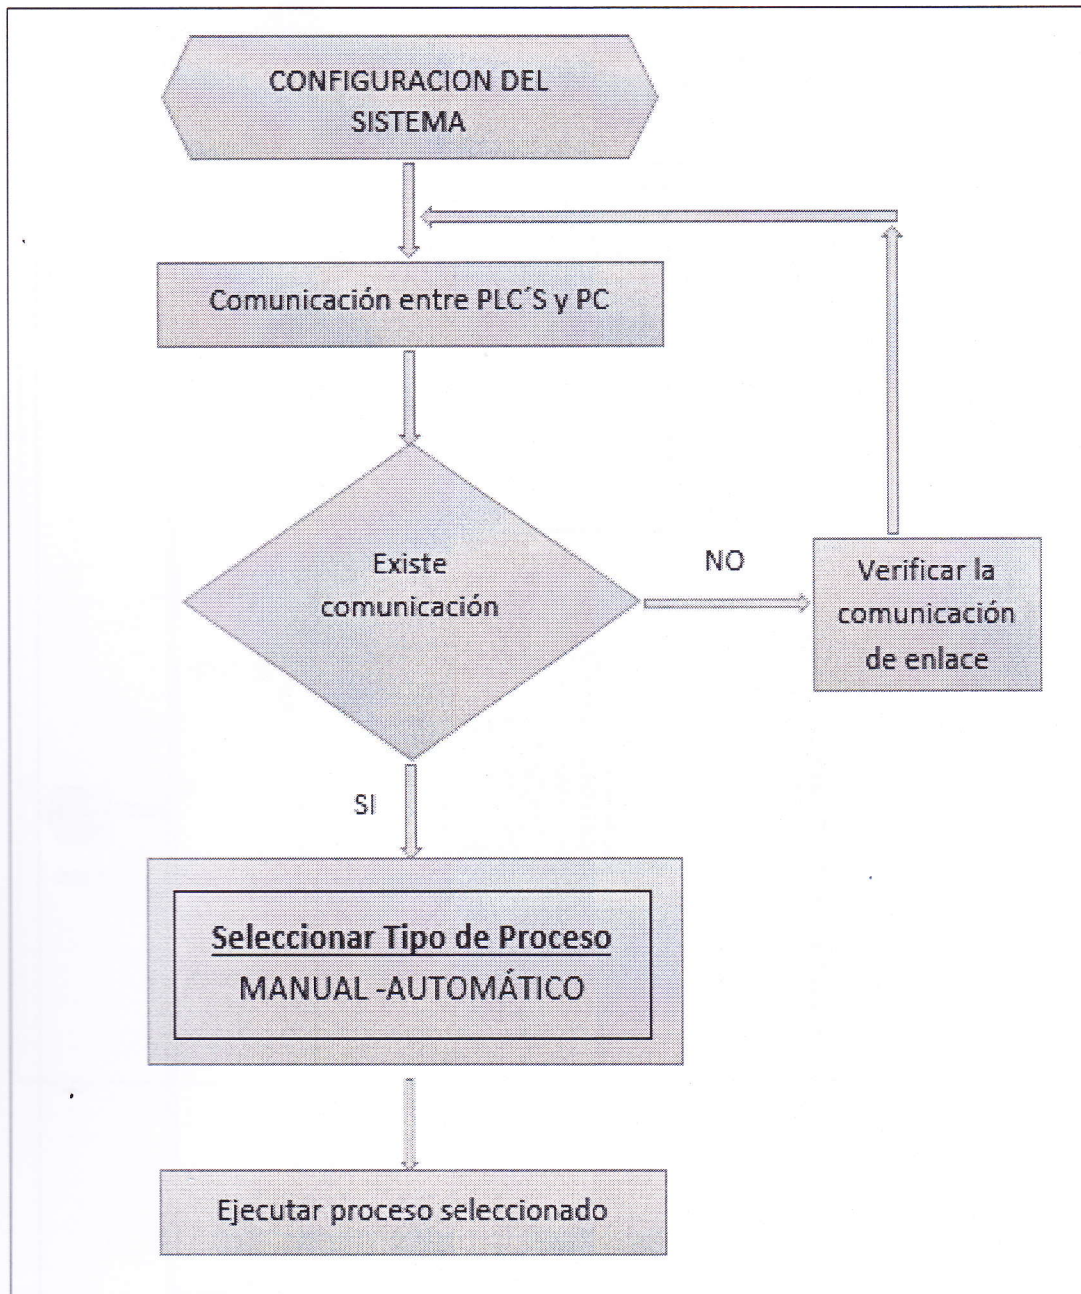 CONFIGURACION DEL
SISTEMA
Comunicación entre PLC´S y PC
Existe
comunicación
NO
Verificar la
comunicación
de enlace
SI
Seleccionar Tipo de Proceso
MANUAL -AUTOMÁTICO
Ejecutar proceso seleccionado